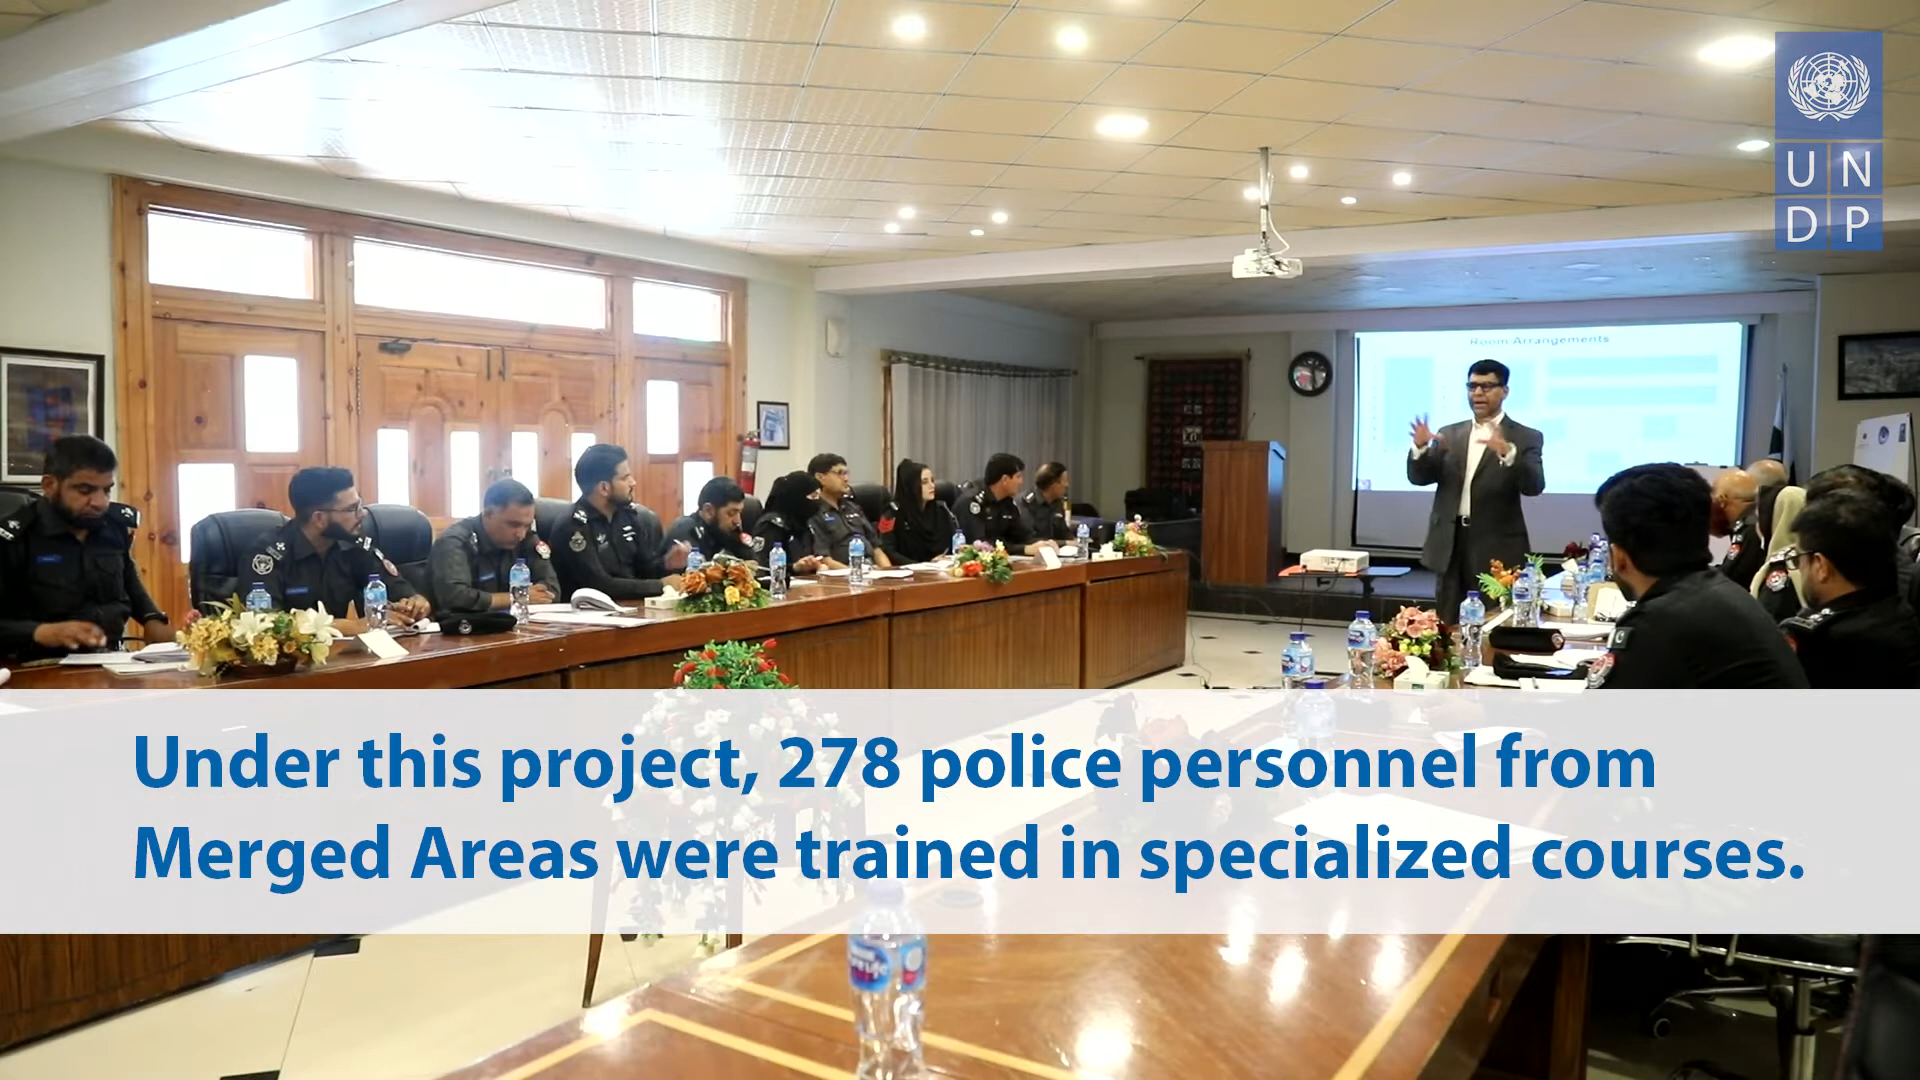 U N
D P
Room Arrangements
Under this project, 278 police personnel from
Merged Areas were trained in specialized courses.